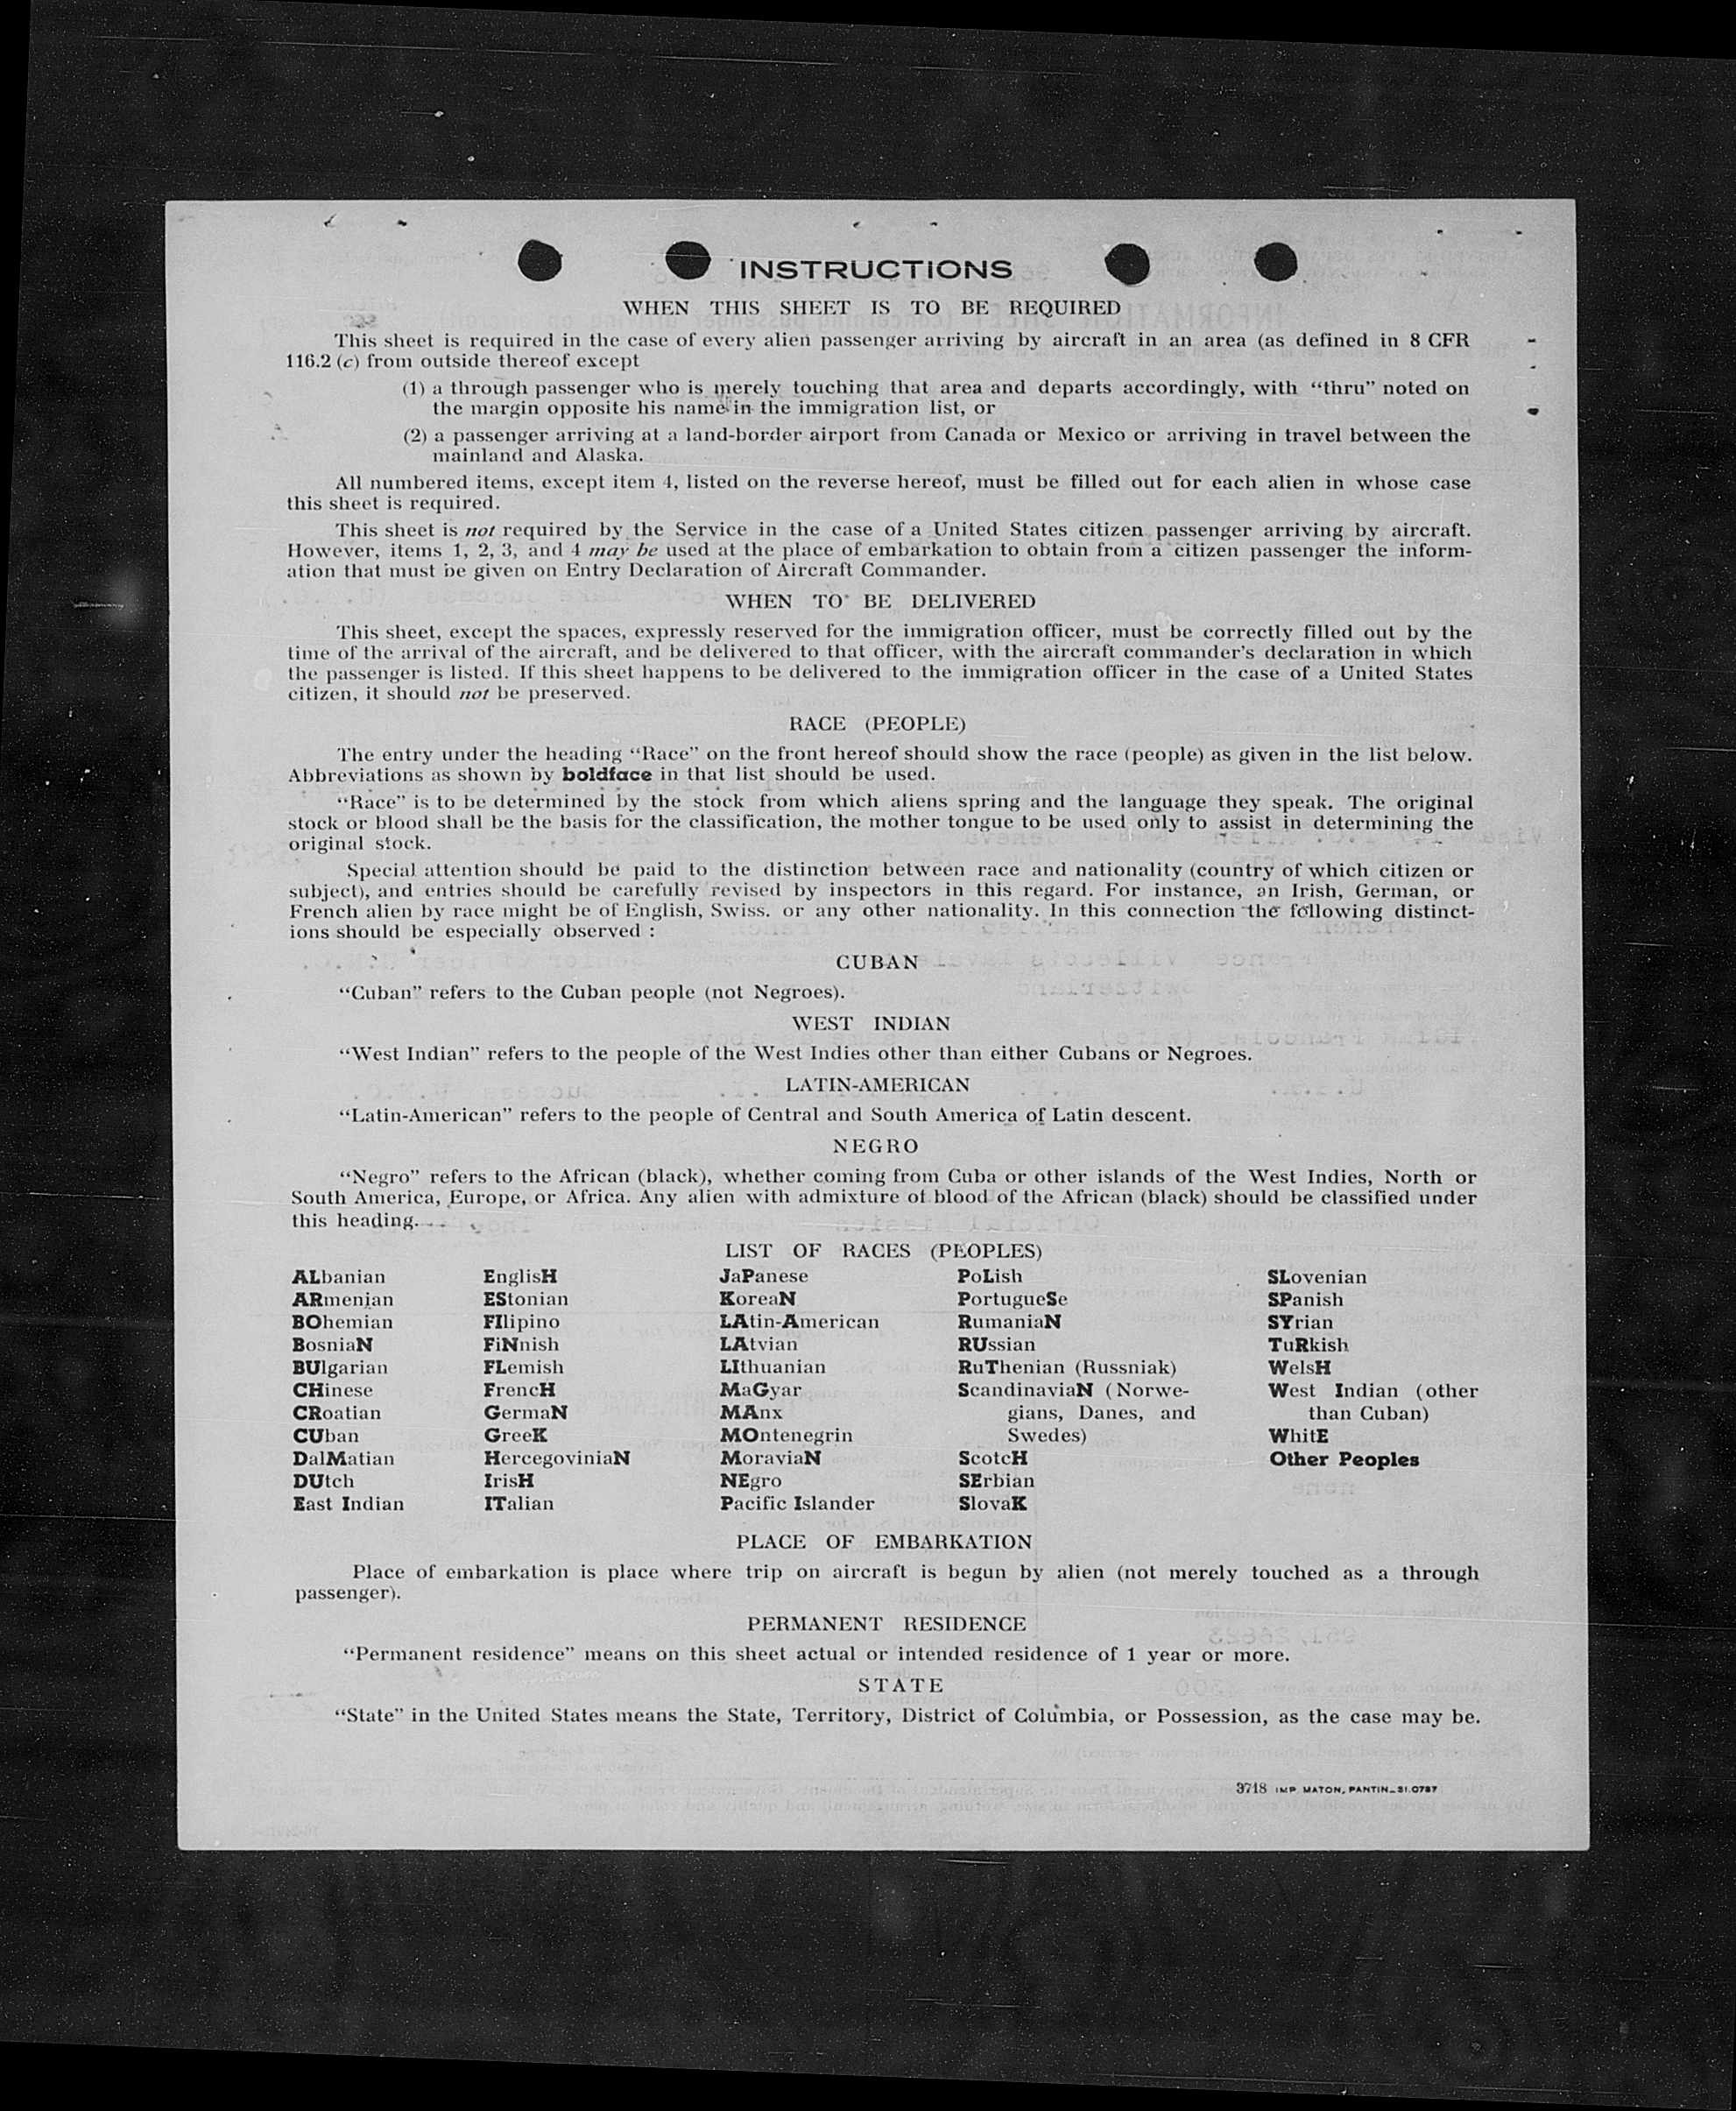 INSTRUCTIONS
WHEN THIS SHEET IS TO BE REQUIRED
This sheet is required in the case of every alien passenger arriving by aircraft in an area (as defined in 8 CFR
116.2 (c) from outside thereof except
(1) a through passenger who is merely touching that area and departs accordingly, with “thru” noted on
the margin opposite his name in the immigration list, or
(2) a passenger arriving at a land-border airport from Canada or Mexico or arriving in travel between the
mainland and Alaska.
All numbered items, except item 4, listed on the reverse hereof, must be filled out for each alien in whose case
this sheet is required.
This sheet is not required by the Service in the case of a United States citizen passenger arriving by aircraft.
However, items 1, 2, 3, and 4 may be used at the place of embarkation to obtain from a citizen passenger the inform-
ation that must be given on Entry Declaration of Aircraft Commander.
WHEN TO BE DELIVERED
This sheet, except the spaces, expressly reserved for the immigration officer, must be correctly filled out by the
time of the arrival of the aircraft, and be delivered to that officer, with the aircraft commander’s declaration in which
the passenger is listed. If this sheet happens to be delivered to the immigration officer in the case of a United States
citizen, it should not be preserved.
RACE (PEOPLE)
The entry under the heading “Race” on the front hereof should show the race (people) as given in the list below.
Abbreviations as shown by boldface in that list should be used.
“Race” is to be determined by the stock from which aliens spring and the language they speak. The original
stock or blood shall be the basis for the classification, the mother tongue to be used only to assist in determining the
original stock.
Special attention should be paid to the distinction between race and nationality (country of which citizen or
subject), and entries should be carefully revised by inspectors in this regard. For instance, an Irish, German, or
French alien by race might be of English, Swiss. or any other nationality. In this connection the following distinct-
ions should be especially observed :
CUBAN
“Cuban” refers to the Cuban people (not Negroes).
WEST INDIAN
“West Indian” refers to the people of the West Indies other than either Cubans or Negroes.
LATIN-AMERICAN
“Latin-American” refers to the people of Central and South America of Latin descent.
NEGRO
“Negro” refers to the African (black), whether coming from Cuba or other islands of the West Indies, North or
South America, Europe, or Africa. Any alien with admixture of blood of the African (black) should be classified under
this heading.
LIST OF RACES (PEOPLES)
ALbanian
ARmenian
BOhemian
BosniaN
BUlgarian
CHinese
CRoatian
CUban
DalMatian
DUtch
East Indian
EnglisH
EStonian
FIlipino
FiNnish
FLemish
FrencH
GermaN
GreeK
HercegoviniaN
IrisH
ITalian
JaPanese
KoreaN
LAtin-American
LAtvian
LIthuanian
MaGyar
MAnx
MOntenegrin
MoraviaN
NEgro
Pacific Islander
PoLish
PortugueSe
RumaniaN
RUssian
RuThenian (Russniak)
ScandinaviaN (Norwe-
gians, Danes, and
Swedes)
ScotcH
SErbian
SlovaK
SLovenian
SPanish
SYrian
TuRkish
WelsH
West Indian (other
than Cuban)
WhitE
Other Peoples
PLACE OF EMBARKATION
Place of embarkation is place where trip on aircraft is begun by alien (not merely touched as a through
passenger).
PERMANENT RESIDENCE
“Permanent residence” means on this sheet actual or intended residence of 1 year or more.
STATE
“State” in the United States means the State, Territory, District of Columbia, or Possession, as the case may be.
3718 IMP MATON, PANTIN_31.0787